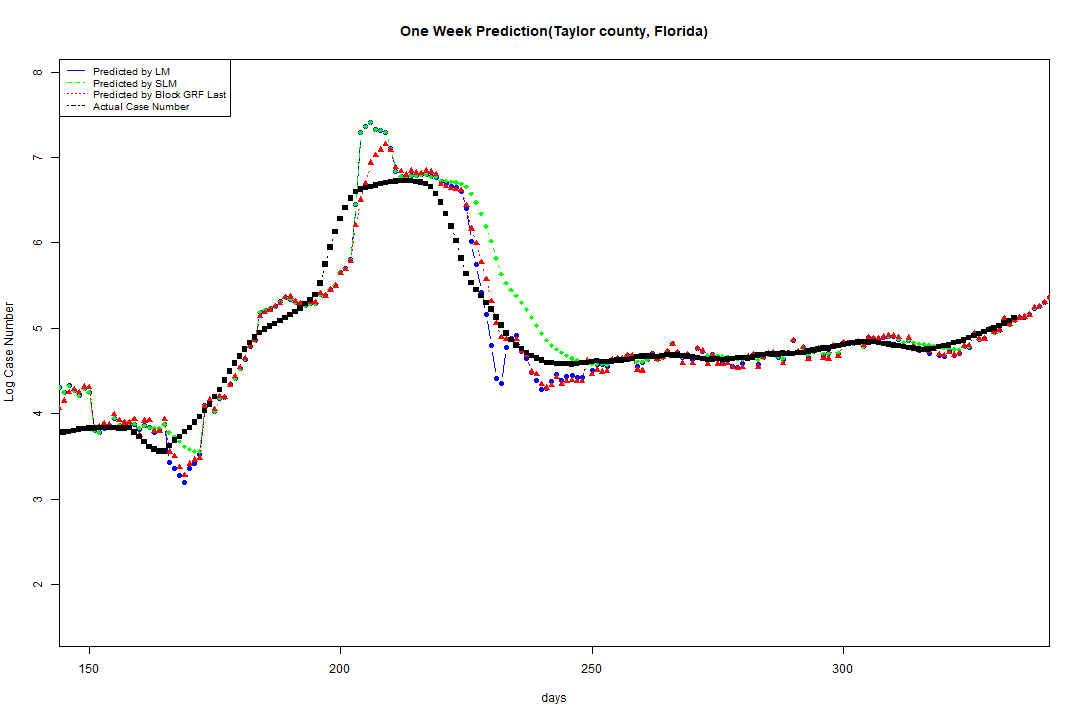 One Week Prediction(Taylor county, Florida)
Predicted by LM
Predicted by SLM
Predicted by Block GRF Last
Actual Case Number
Log Case Number
8
7
6
5
4
3
2
150
200
250
300
days